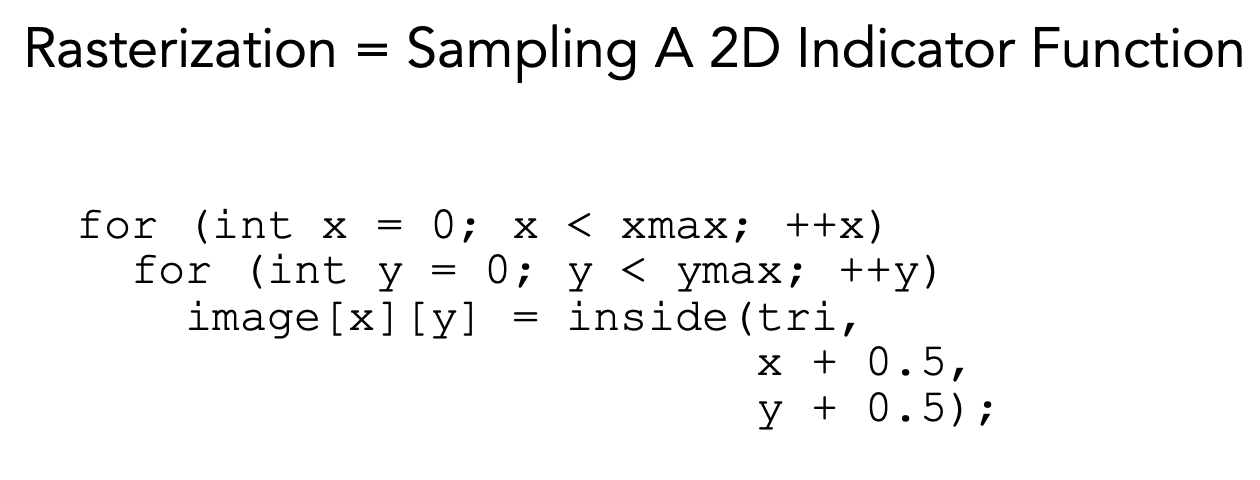 Rasterization = Sampling A 2D Indicator Function
for (int x = 0; x < xmax; ++x)
  for (int y = 0; y < ymax; ++y)
    image[x][y] = inside(tri,
                         x + 0.5,
                         y + 0.5);